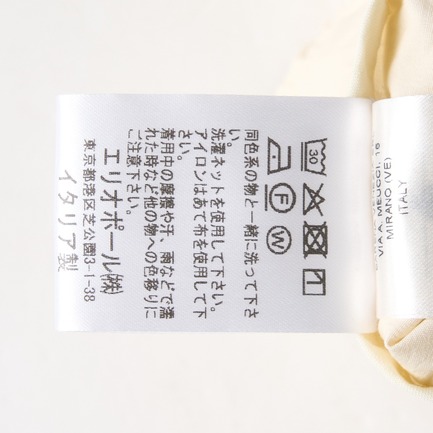 30
F
W
同色系の物と一緒に洗って下さ
い。
洗濯ネットを使用して下さい。
アイロンはあて布を使用して下
さい。
着用中の摩擦や汗、雨などで濡
れた時など他の物への色移りに
ご注意下さい。
エリオポール㈱
東京都港区芝公園3-1-38
イタリア製
VIA A. MEUCCI, 16
MIRANO (VE)
ITALY